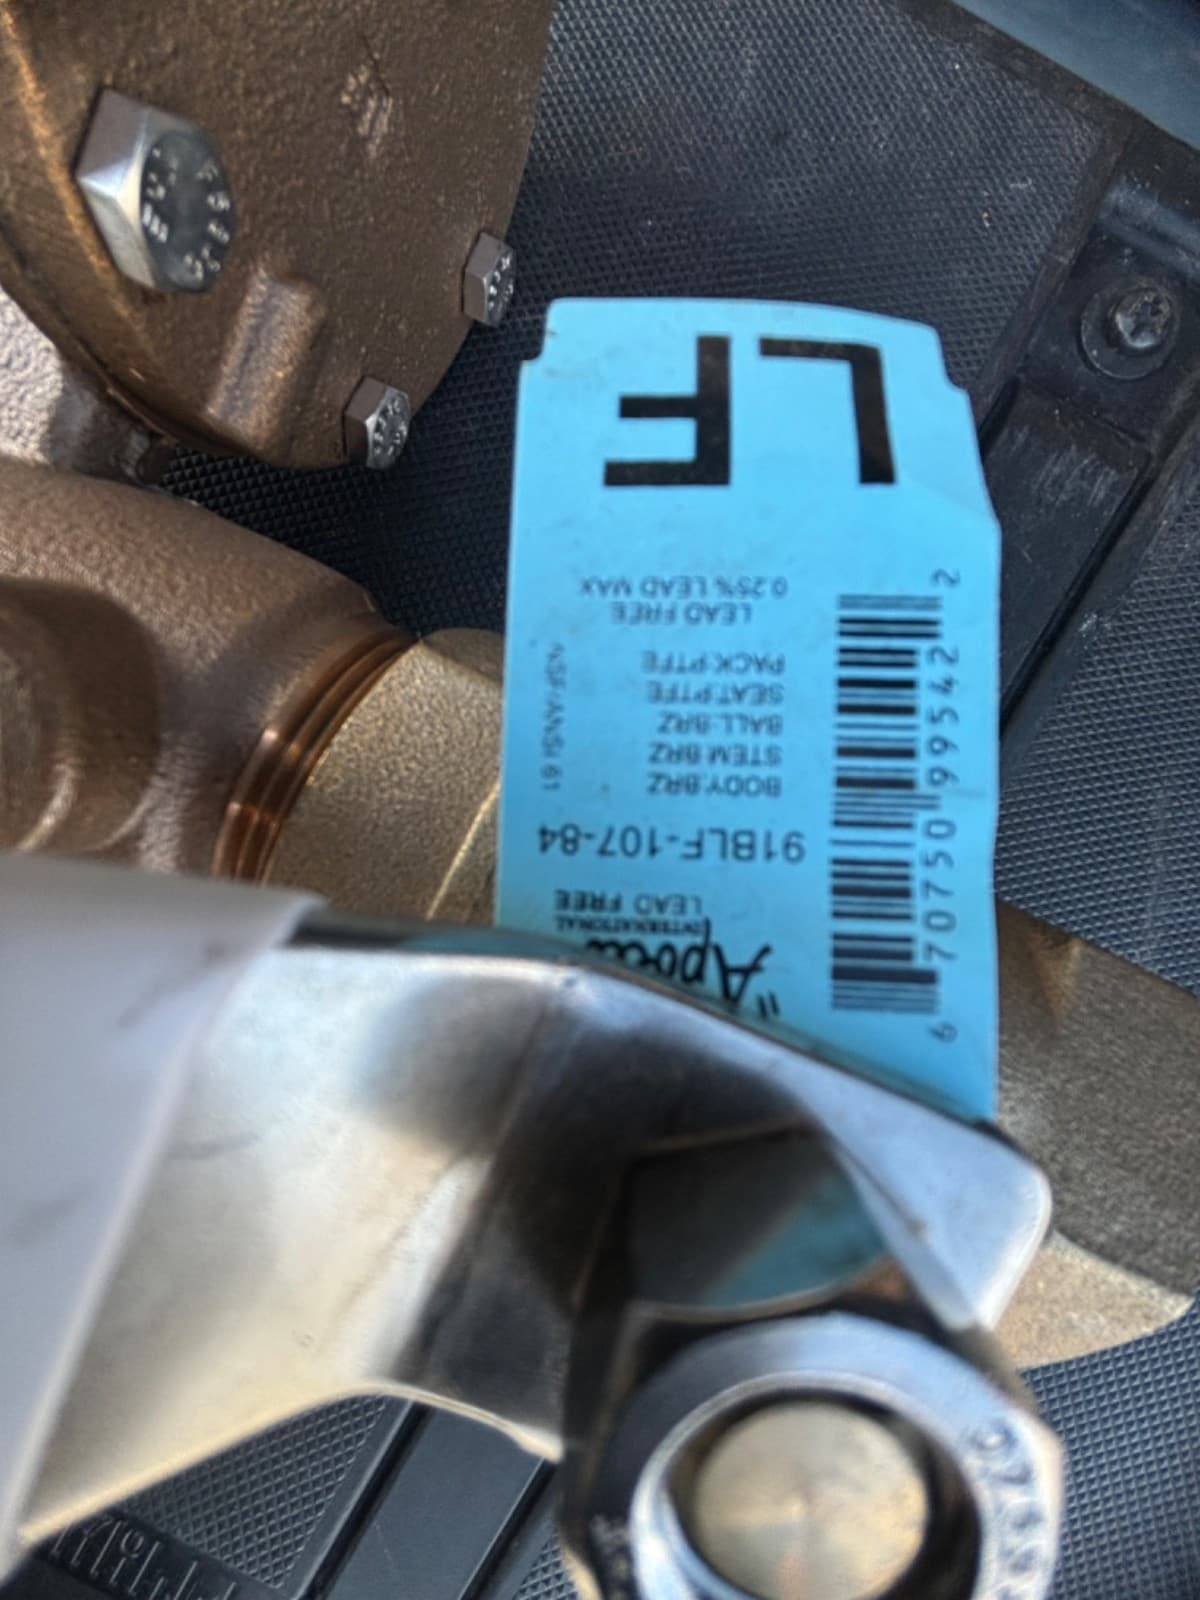 "Apollo
INTERNATIONAL
LEAD FREE
91BLF-107-84
BODY:BRZ
STEM:BRZ
BALL:BRZ
SEAT:PTFE
PACK:PTFE
NSF/ANSI 61
LEAD FREE
0.25% LEAD MAX
LF
6 70750 99542 2